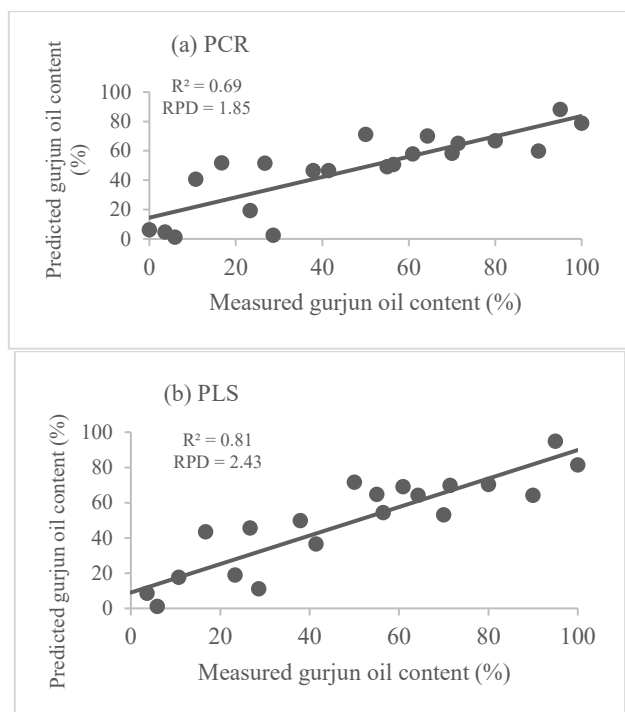 (a) PCR
R² = 0.69
RPD = 1.85
Predicted gurjun oil content
(%)
100
80
60
40
20
0
0 20 40 60 80 100
Measured gurjun oil content (%)
(b) PLS
R² = 0.81
RPD = 2.43
Predicted gurjun oil content (%)
100
80
60
40
20
0
0 20 40 60 80 100
Measured gurjun oil content (%)